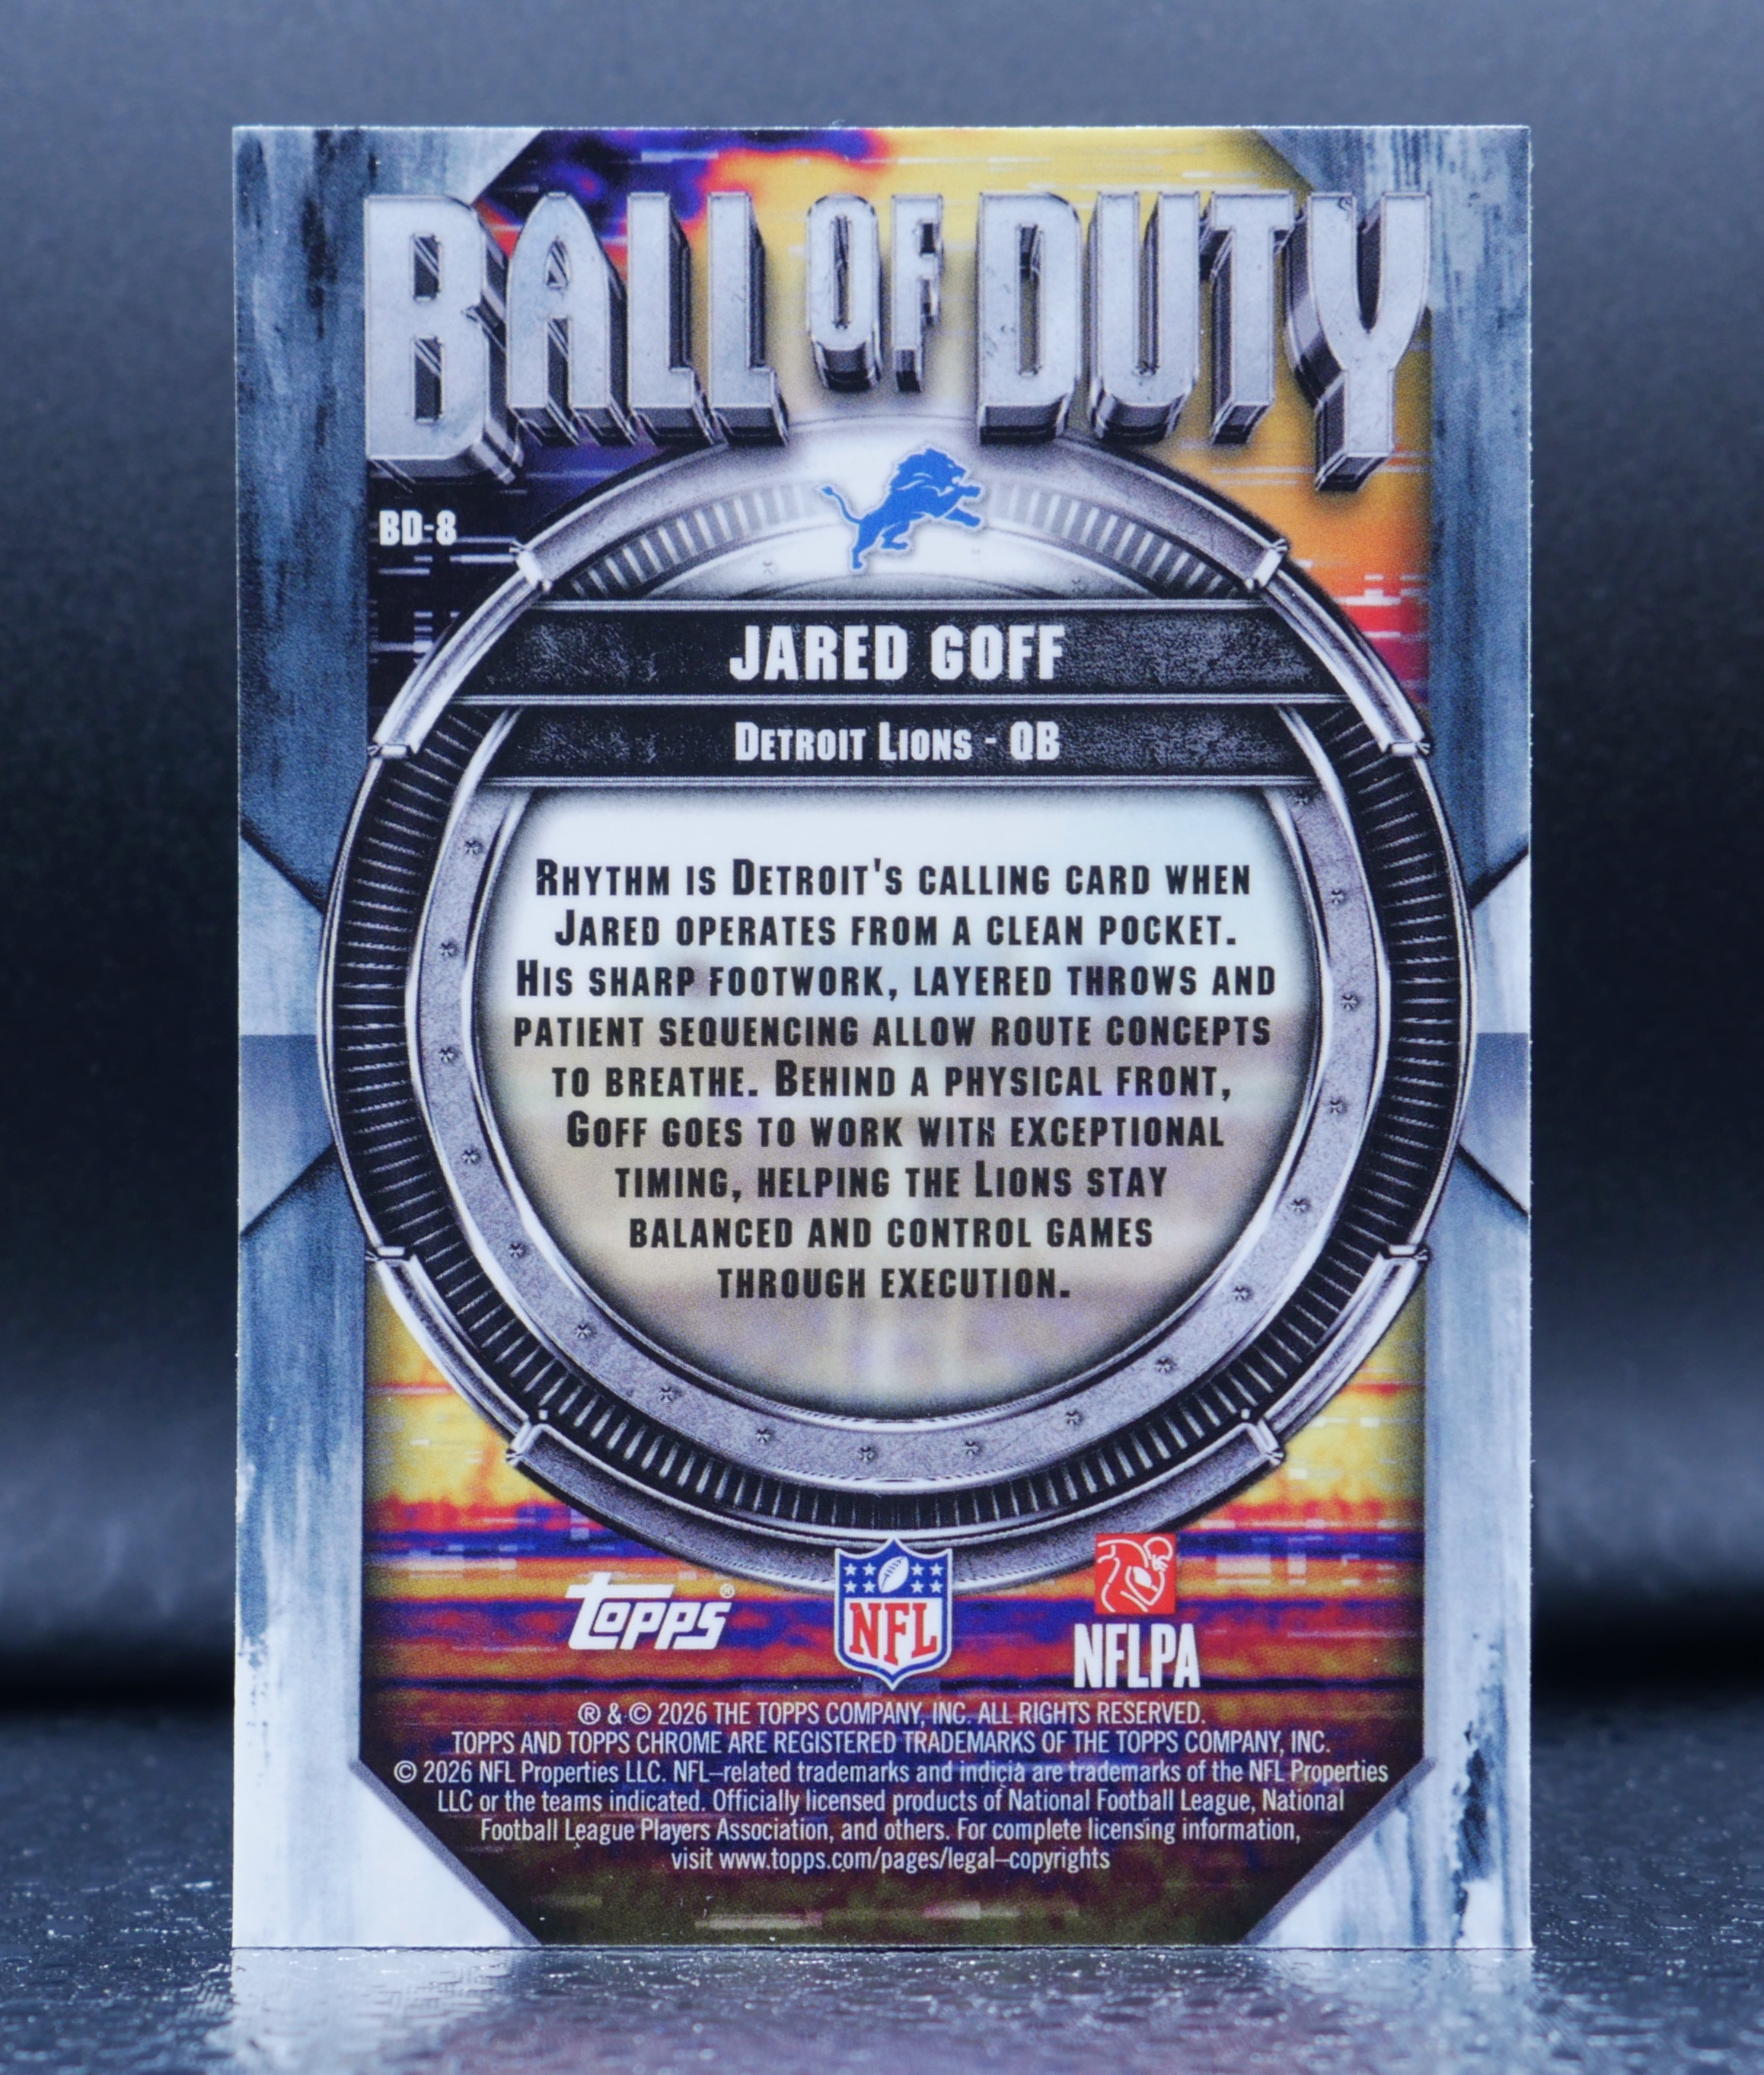 BALL OF DUTY
BD-8
JARED GOFF
DETROIT LIONS - QB
RHYTHM IS DETROIT'S CALLING CARD WHEN
JARED OPERATES FROM A CLEAN POCKET.
HIS SHARP FOOTWORK, LAYERED THROWS AND
PATIENT SEQUENCING ALLOW ROUTE CONCEPTS
TO BREATHE. BEHIND A PHYSICAL FRONT,
GOFF GOES TO WORK WITH EXCEPTIONAL
TIMING, HELPING THE LIONS STAY
BALANCED AND CONTROL GAMES
THROUGH EXECUTION.
Topps®
NFL
NFLPA
® & © 2026 THE TOPPS COMPANY, INC. ALL RIGHTS RESERVED.
TOPPS AND TOPPS CHROME ARE REGISTERED TRADEMARKS OF THE TOPPS COMPANY, INC.
© 2026 NFL Properties LLC. NFL–related trademarks and indicia are trademarks of the NFL Properties
LLC or the teams indicated. Officially licensed products of National Football League, National
Football League Players Association, and others. For complete licensing information,
visit www.topps.com/pages/legal–copyrights